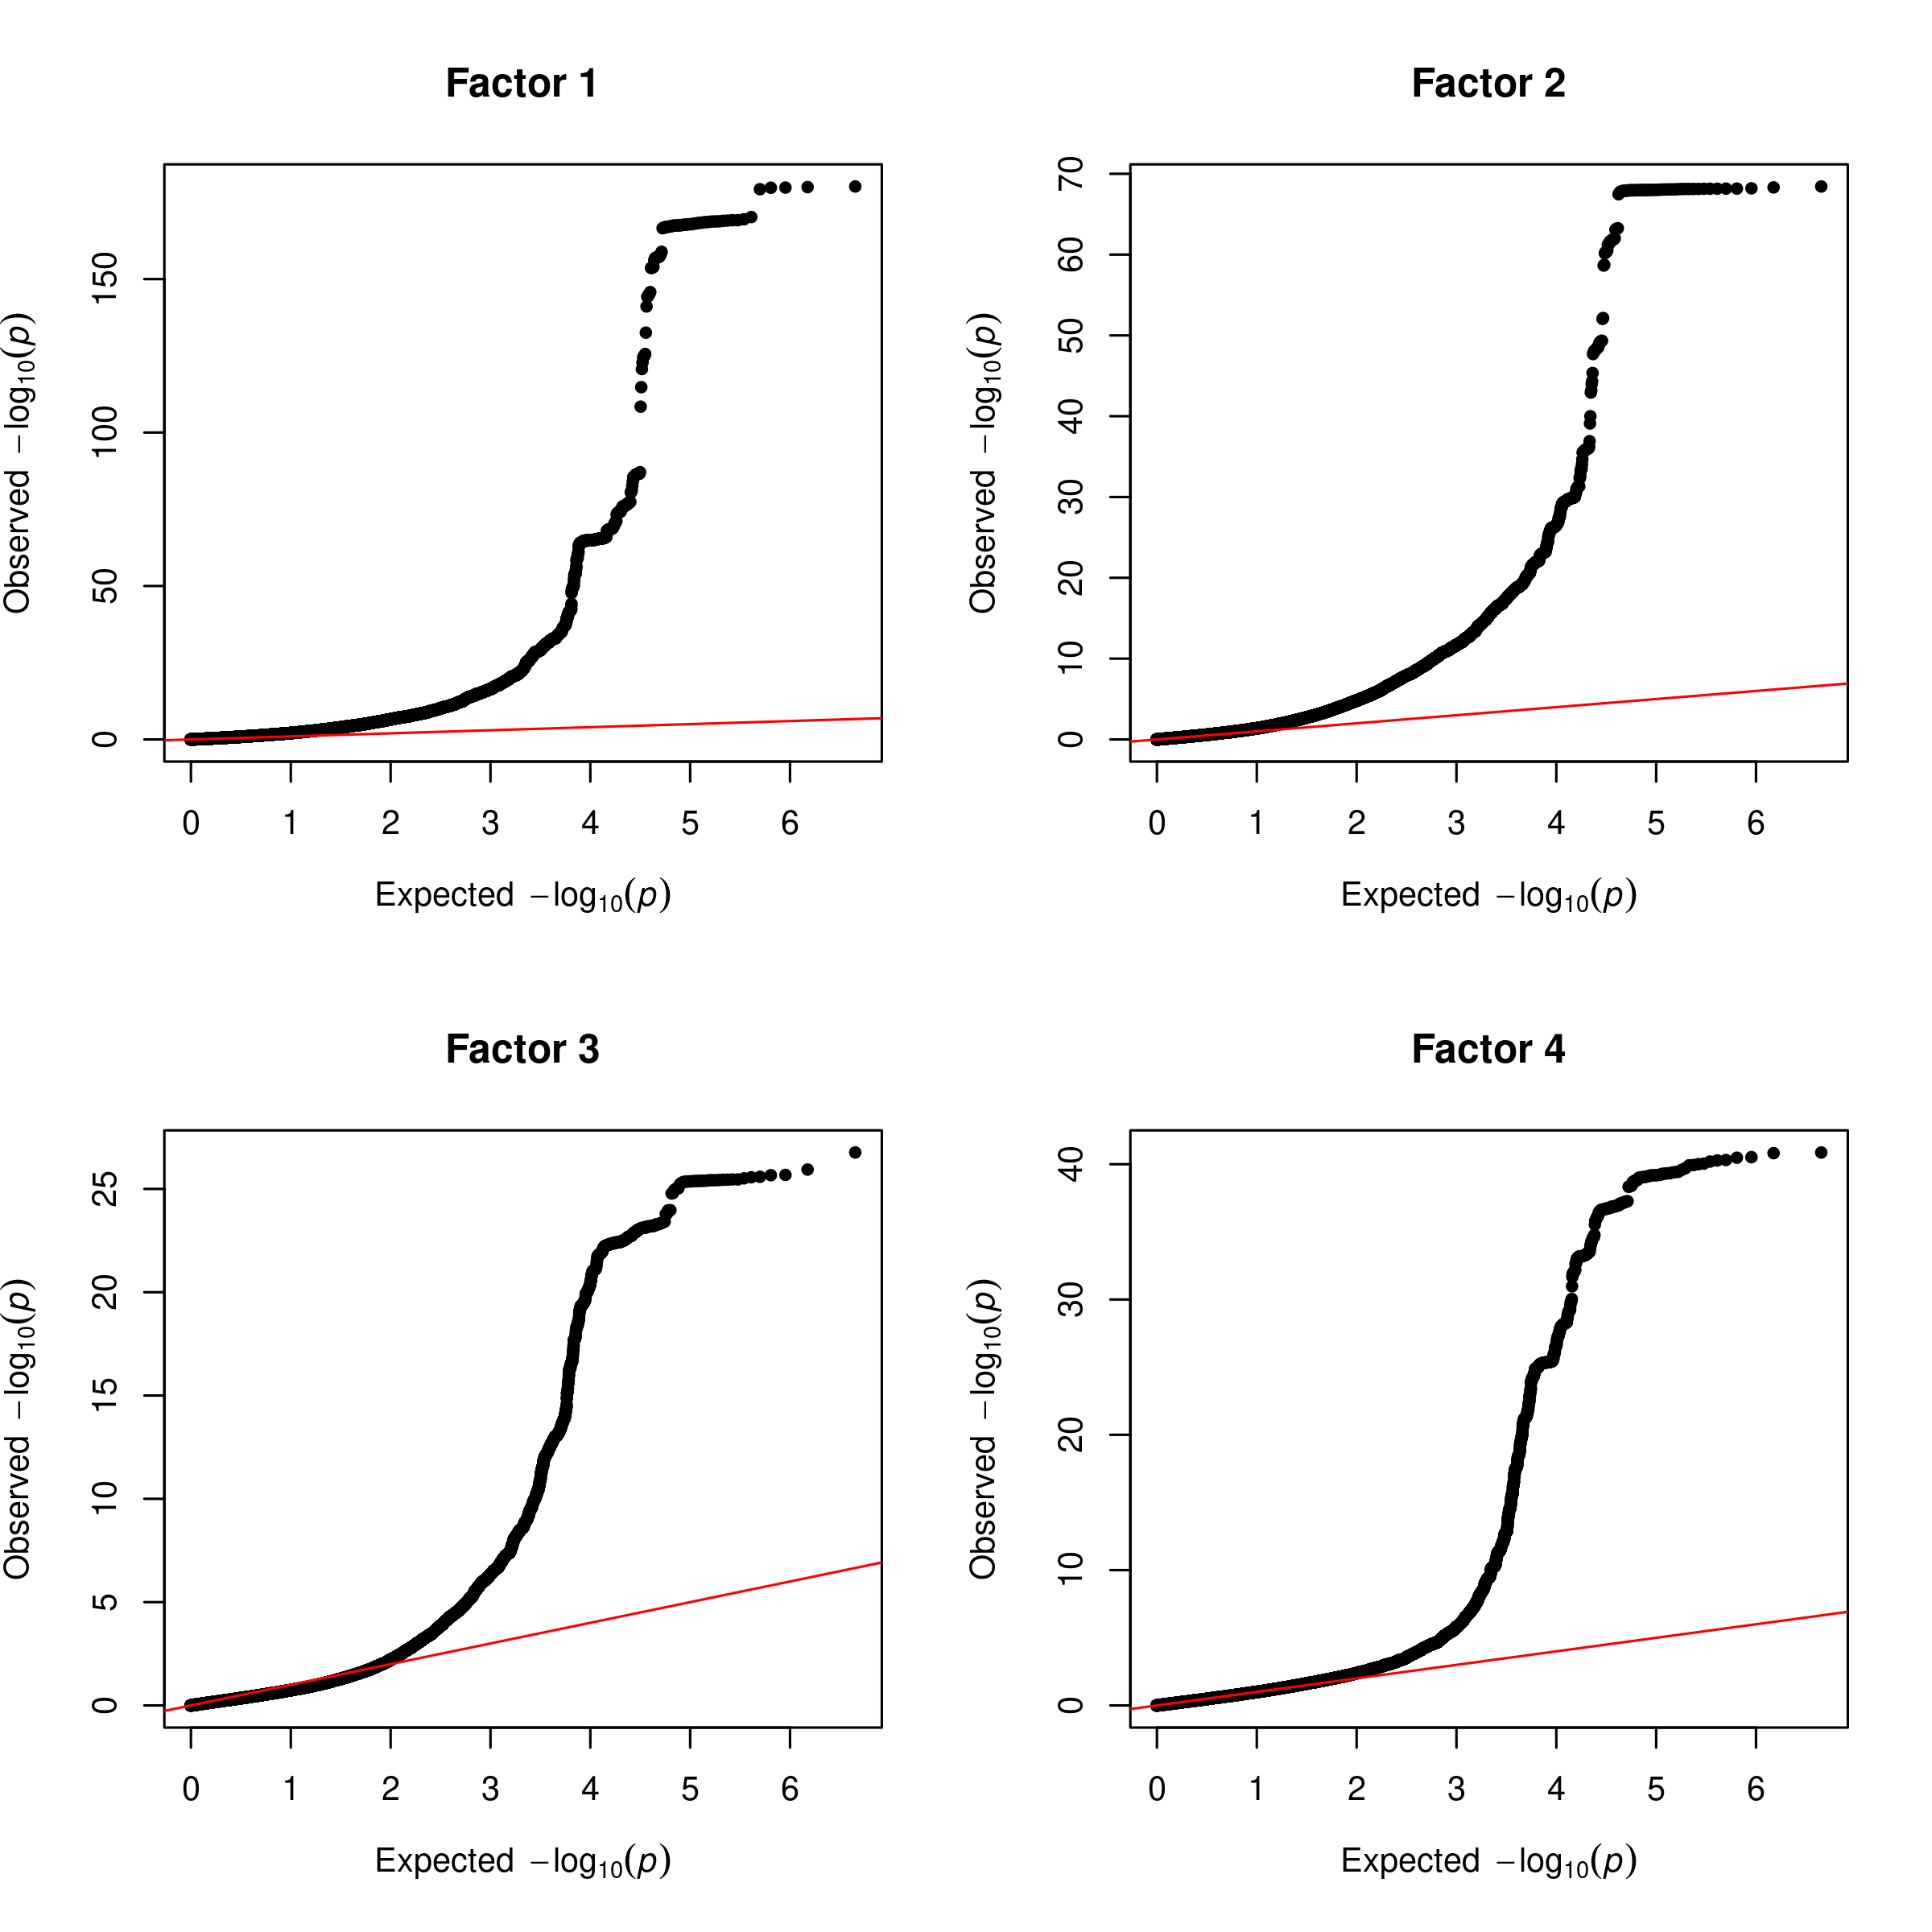 Factor 1
Observed −log10(p)
150
100
50
0
0 1 2 3 4 5 6
Expected −log10(p)
Factor 2
Observed −log10(p)
70
60
50
40
30
20
10
0
0 1 2 3 4 5 6
Expected −log10(p)
Factor 3
Observed −log10(p)
25
20
15
10
5
0
0 1 2 3 4 5 6
Expected −log10(p)
Factor 4
Observed −log10(p)
40
30
20
10
0
0 1 2 3 4 5 6
Expected −log10(p)